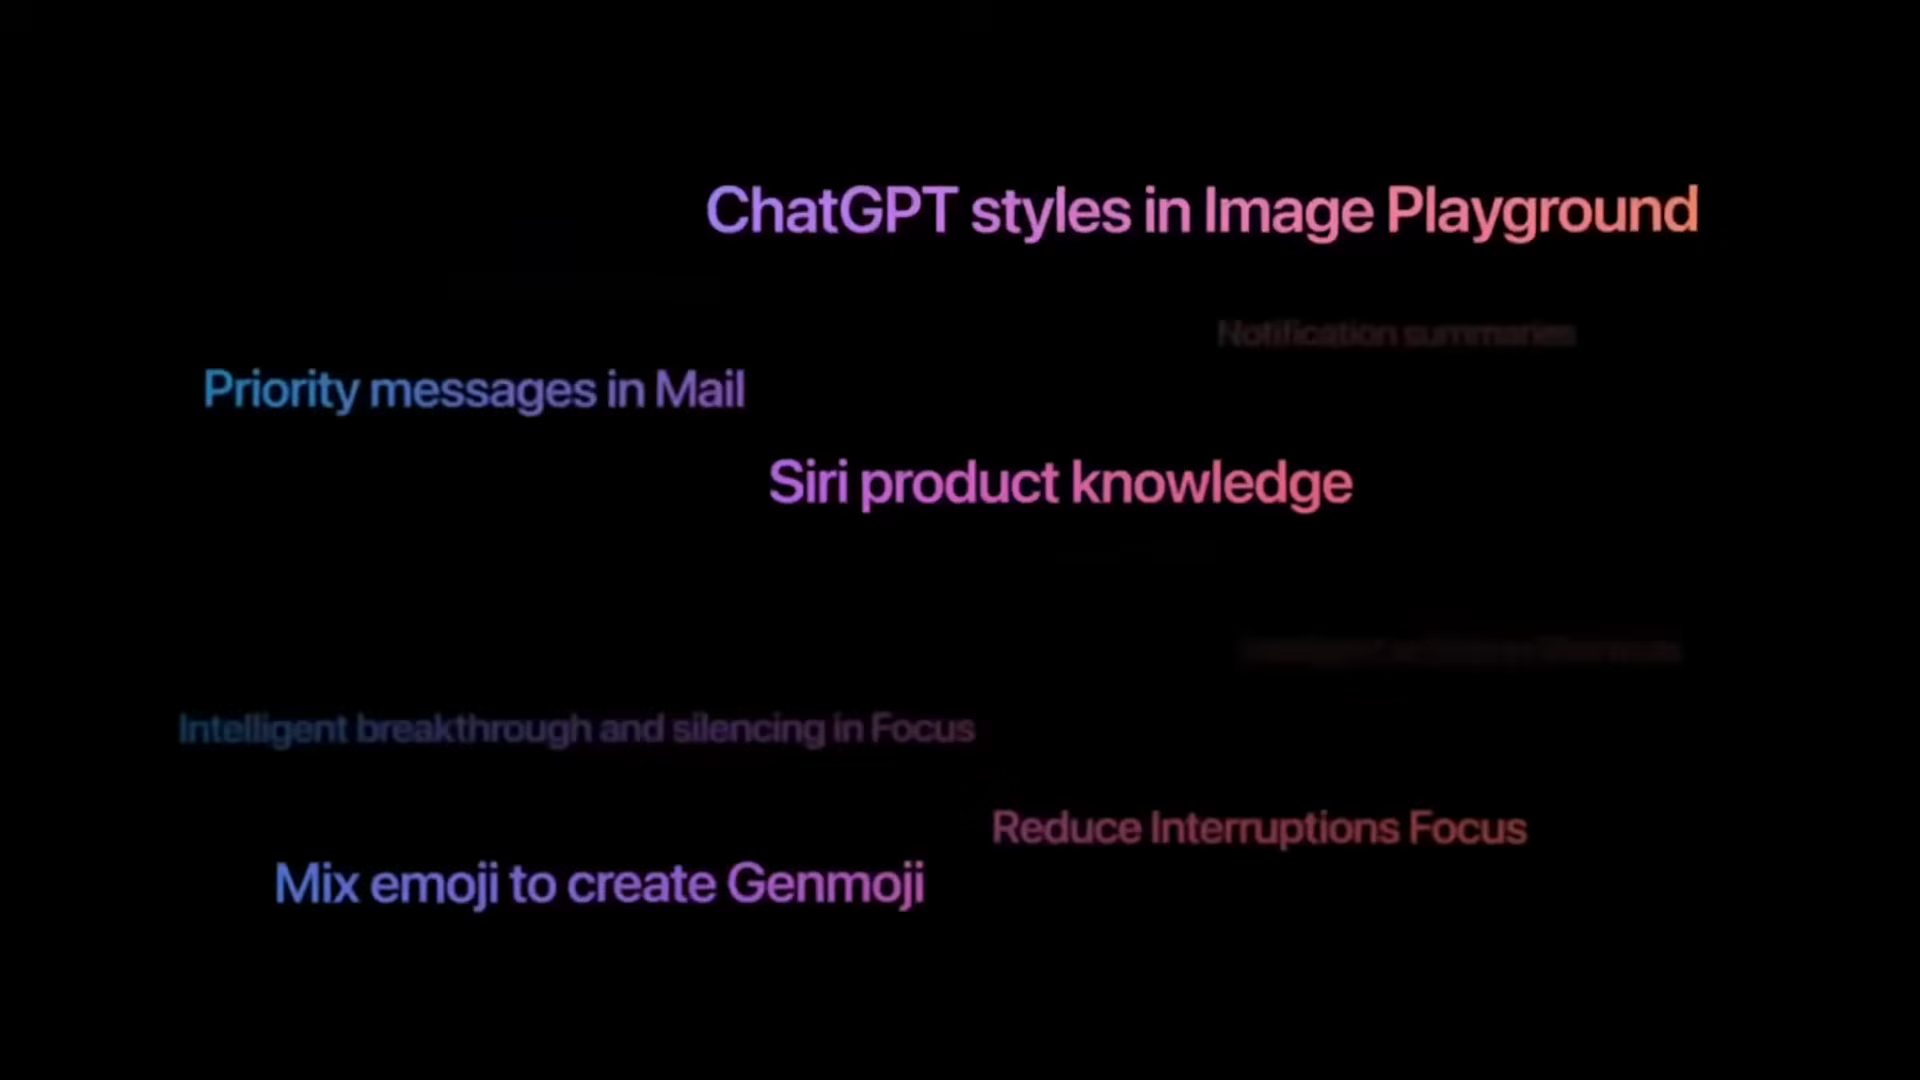 ChatGPT styles in Image Playground
Notification summaries
Priority messages in Mail
Siri product knowledge
Intelligent breakthrough and silencing in Focus
Reduce Interruptions Focus
Mix emoji to create Genmoji